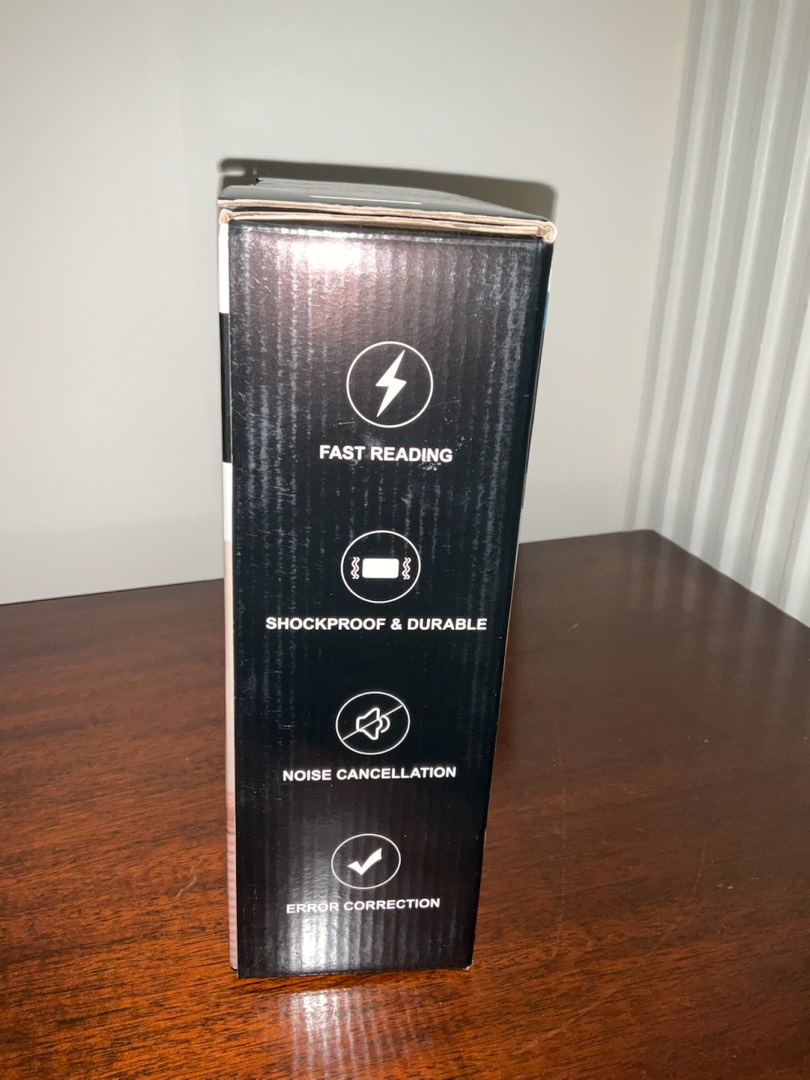 FAST READING
SHOCKPROOF & DURABLE
NOISE CANCELLATION
ERROR CORRECTION